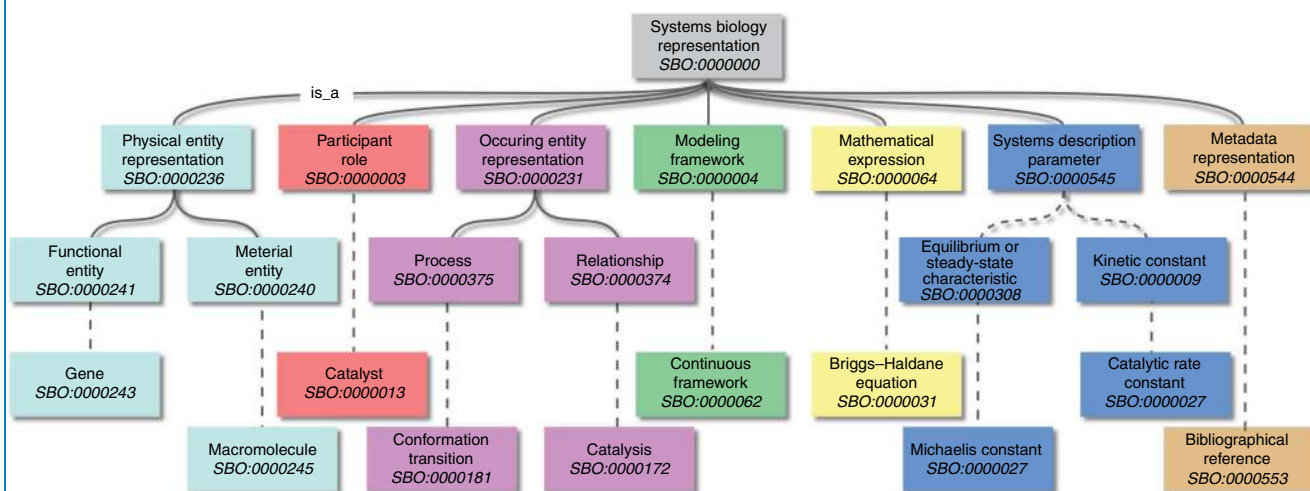 Systems biology
representation
SBO:0000000
is_a
Physical entity
representation
SBO:0000236
Participant
role
SBO:0000003
Occuring entity
representation
SBO:0000231
Modeling
framework
SBO:0000004
Mathematical
expression
SBO:0000064
Systems description
parameter
SBO:0000545
Metadata
representation
SBO:0000544
Functional
entity
SBO:0000241
Meterial
entity
SBO:0000240
Process
SBO:0000375
Relationship
SBO:0000374
Equilibrium or
steady-state
characteristic
SBO:0000308
Kinetic constant
SBO:0000009
Gene
SBO:0000243
Catalyst
SBO:0000013
Continuous
framework
SBO:0000062
Briggs–Haldane
equation
SBO:0000031
Catalytic rate
constant
SBO:0000027
Macromolecule
SBO:0000245
Conformation
transition
SBO:0000181
Catalysis
SBO:0000172
Michaelis constant
SBO:0000027
Bibliographical
reference
SBO:0000553